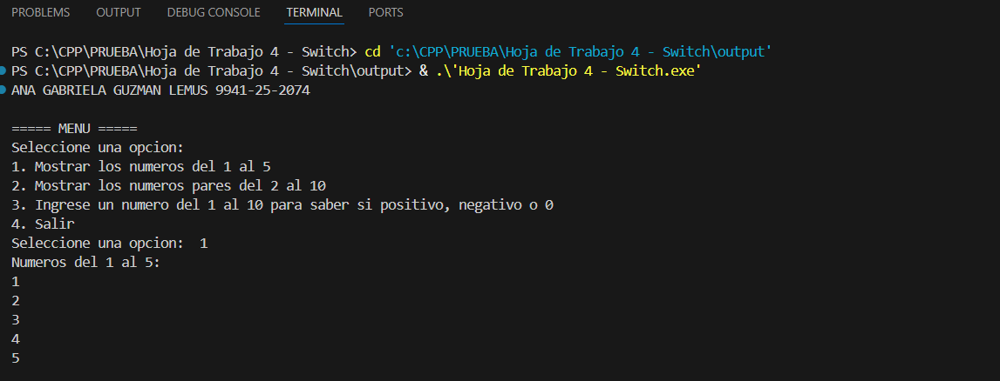 PROBLEMS OUTPUT DEBUG CONSOLE TERMINAL PORTS
PS C:\CPP\PRUEBA\Hoja de Trabajo 4 - Switch> cd 'c:\CPP\PRUEBA\Hoja de Trabajo 4 - Switch\output'
PS C:\CPP\PRUEBA\Hoja de Trabajo 4 - Switch\output> & .\'Hoja de Trabajo 4 - Switch.exe'
ANA GABRIELA GUZMAN LEMUS 9941-25-2074
===== MENU =====
Seleccione una opcion:
1. Mostrar los numeros del 1 al 5
2. Mostrar los numeros pares del 2 al 10
3. Ingrese un numero del 1 al 10 para saber si positivo, negativo o 0
4. Salir
Seleccione una opcion:  1
Numeros del 1 al 5:
1
2
3
4
5